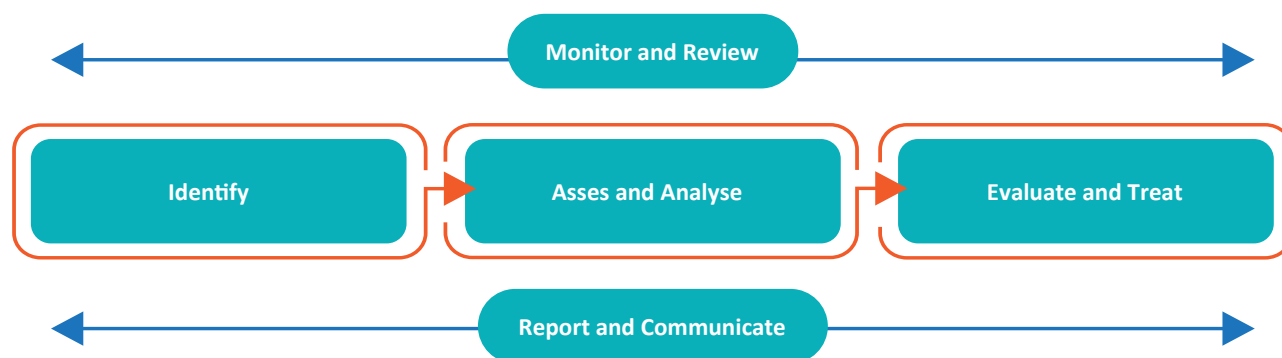 Monitor and Review
Identify
Asses and Analyse
Evaluate and Treat
Report and Communicate